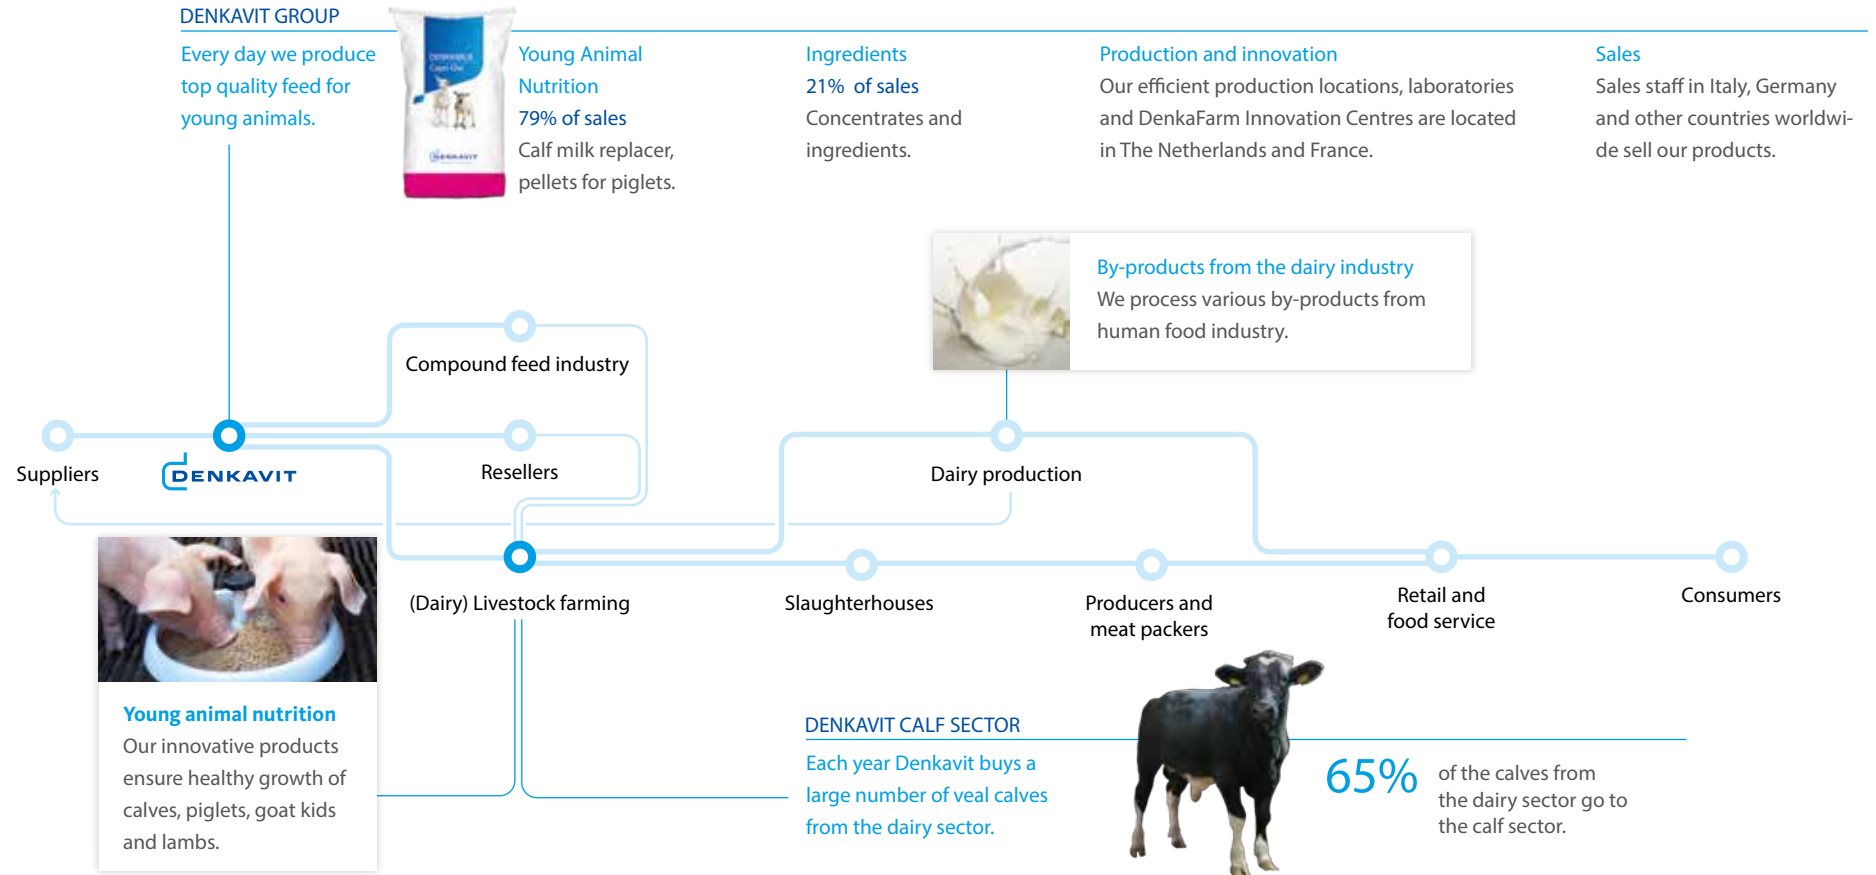 DENKAVIT GROUP
Every day we produce
top quality feed for
young animals.
DENKAVIT
Young Animal
Nutrition
79% of sales
Calf milk replacer,
pellets for piglets.
Ingredients
21% of sales
Concentrates and
ingredients.
Production and innovation
Our efficient production locations, laboratories
and DenkaFarm Innovation Centres are located
in The Netherlands and France.
Sales
Sales staff in Italy, Germany
and other countries worldwi-
de sell our products.
By-products from the dairy industry
We process various by-products from
human food industry.
Compound feed industry
Suppliers
DENKAVIT
Resellers
Dairy production
(Dairy) Livestock farming
Slaughterhouses
Producers and
meat packers
Retail and
food service
Consumers
Young animal nutrition
Our innovative products
ensure healthy growth of
calves, piglets, goat kids
and lambs.
DENKAVIT CALF SECTOR
Each year Denkavit buys a
large number of veal calves
from the dairy sector.
65%
of the calves from
the dairy sector go to
the calf sector.